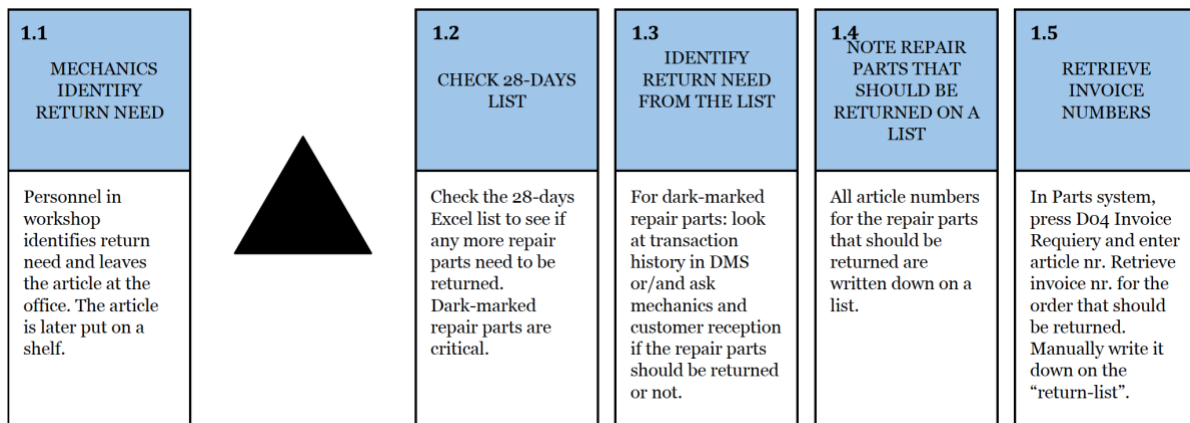 1.1
MECHANICS
IDENTIFY
RETURN NEED
Personnel in
workshop
identifies return
need and leaves
the article at the
office. The article
is later put on a
shelf.
1.2
CHECK 28-DAYS
LIST
Check the 28-days
Excel list to see if
any more repair
parts need to be
returned.
Dark-marked
repair parts are
critical.
1.3
IDENTIFY
RETURN NEED
FROM THE LIST
For dark-marked
repair parts: look
at transaction
history in DMS
or/and ask
mechanics and
customer reception
if the repair parts
should be returned
or not.
1.4
NOTE REPAIR
PARTS THAT
SHOULD BE
RETURNED ON A
LIST
All article numbers
for the repair parts
that should be
returned are
written down on a
list.
1.5
RETRIEVE
INVOICE
NUMBERS
In Parts system,
press D04 Invoice
Requiery and enter
article nr. Retrieve
invoice nr. for the
order that should
be returned.
Manually write it
down on the
“return-list”.